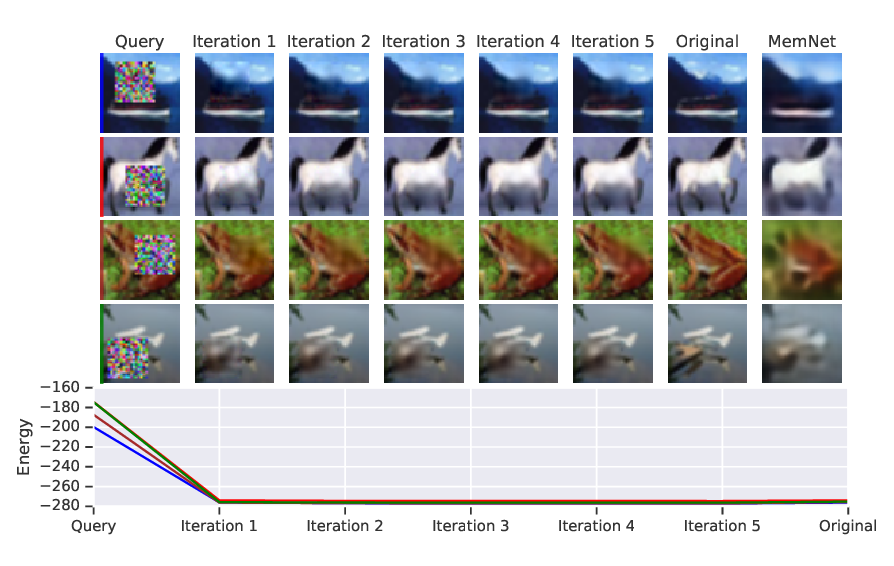 Query Iteration 1 Iteration 2 Iteration 3 Iteration 4 Iteration 5 Original MemNet
−160
−180
−200
−220
−240
−260
−280
Energy
Query Iteration 1 Iteration 2 Iteration 3 Iteration 4 Iteration 5 Original